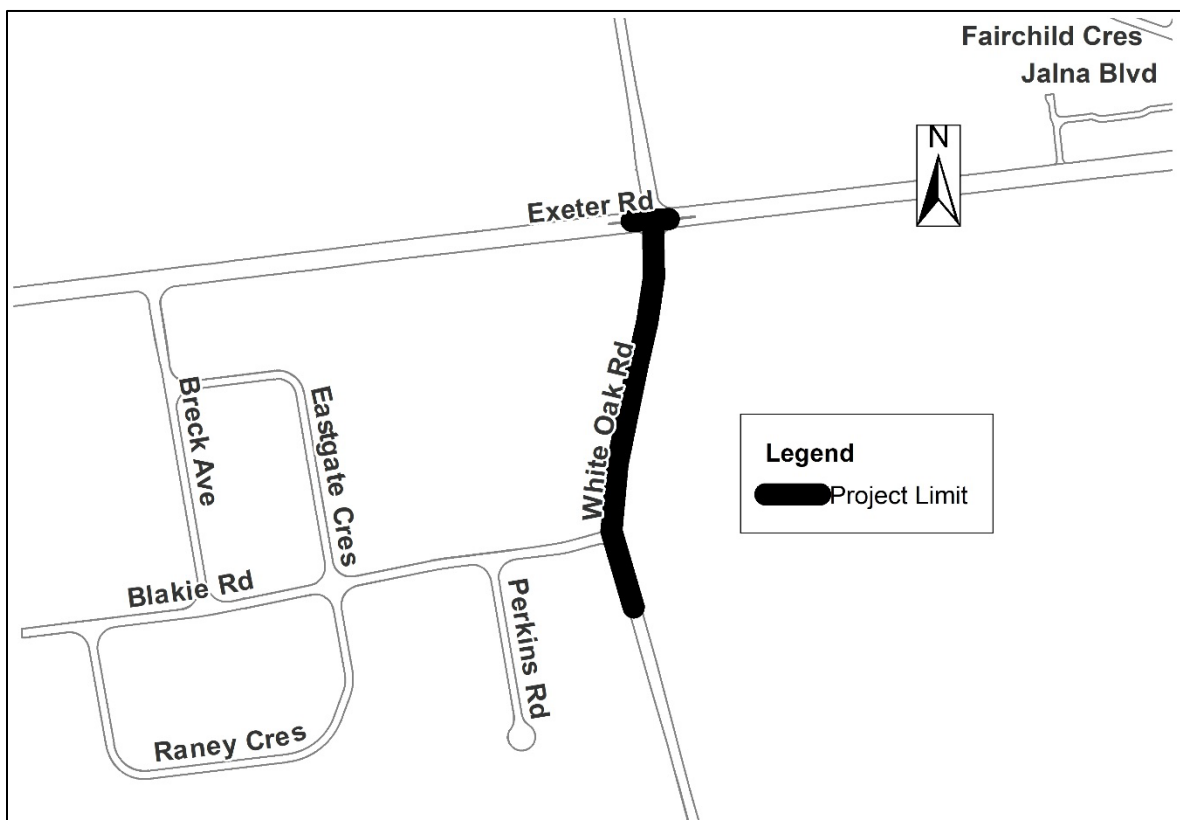 Fairchild Cres
Jalna Blvd
N
Exeter Rd
White Oak Rd
Breck Ave
Eastgate Cres
Legend
Project Limit
Blakie Rd
Perkins Rd
Raney Cres